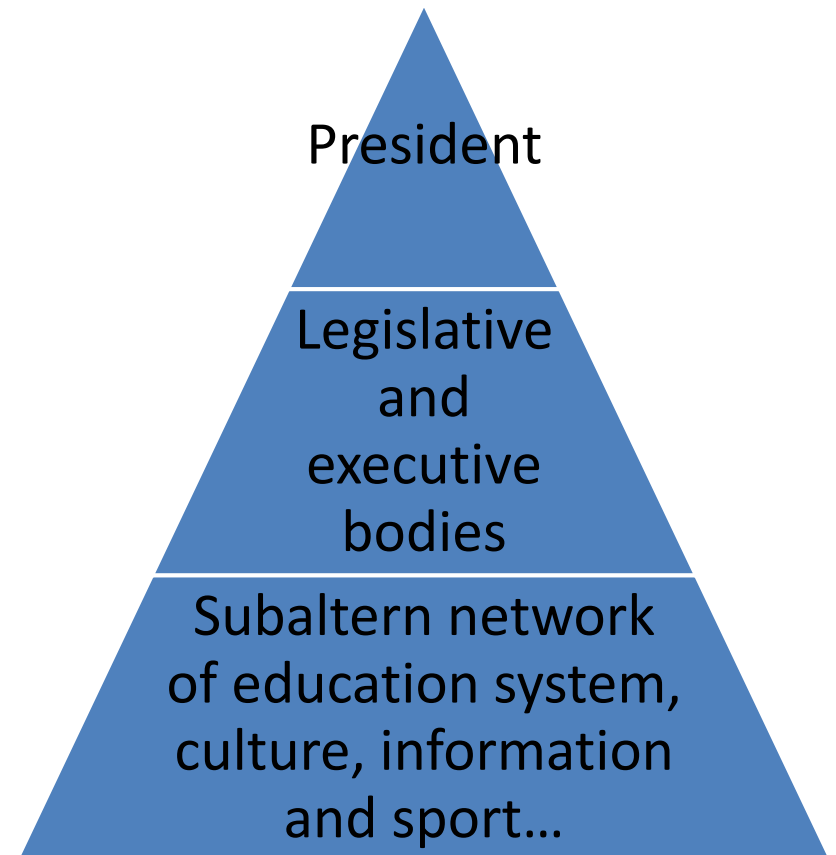 President
Legislative
and
executive
bodies
Subaltern network
of education system,
culture, information
and sport…